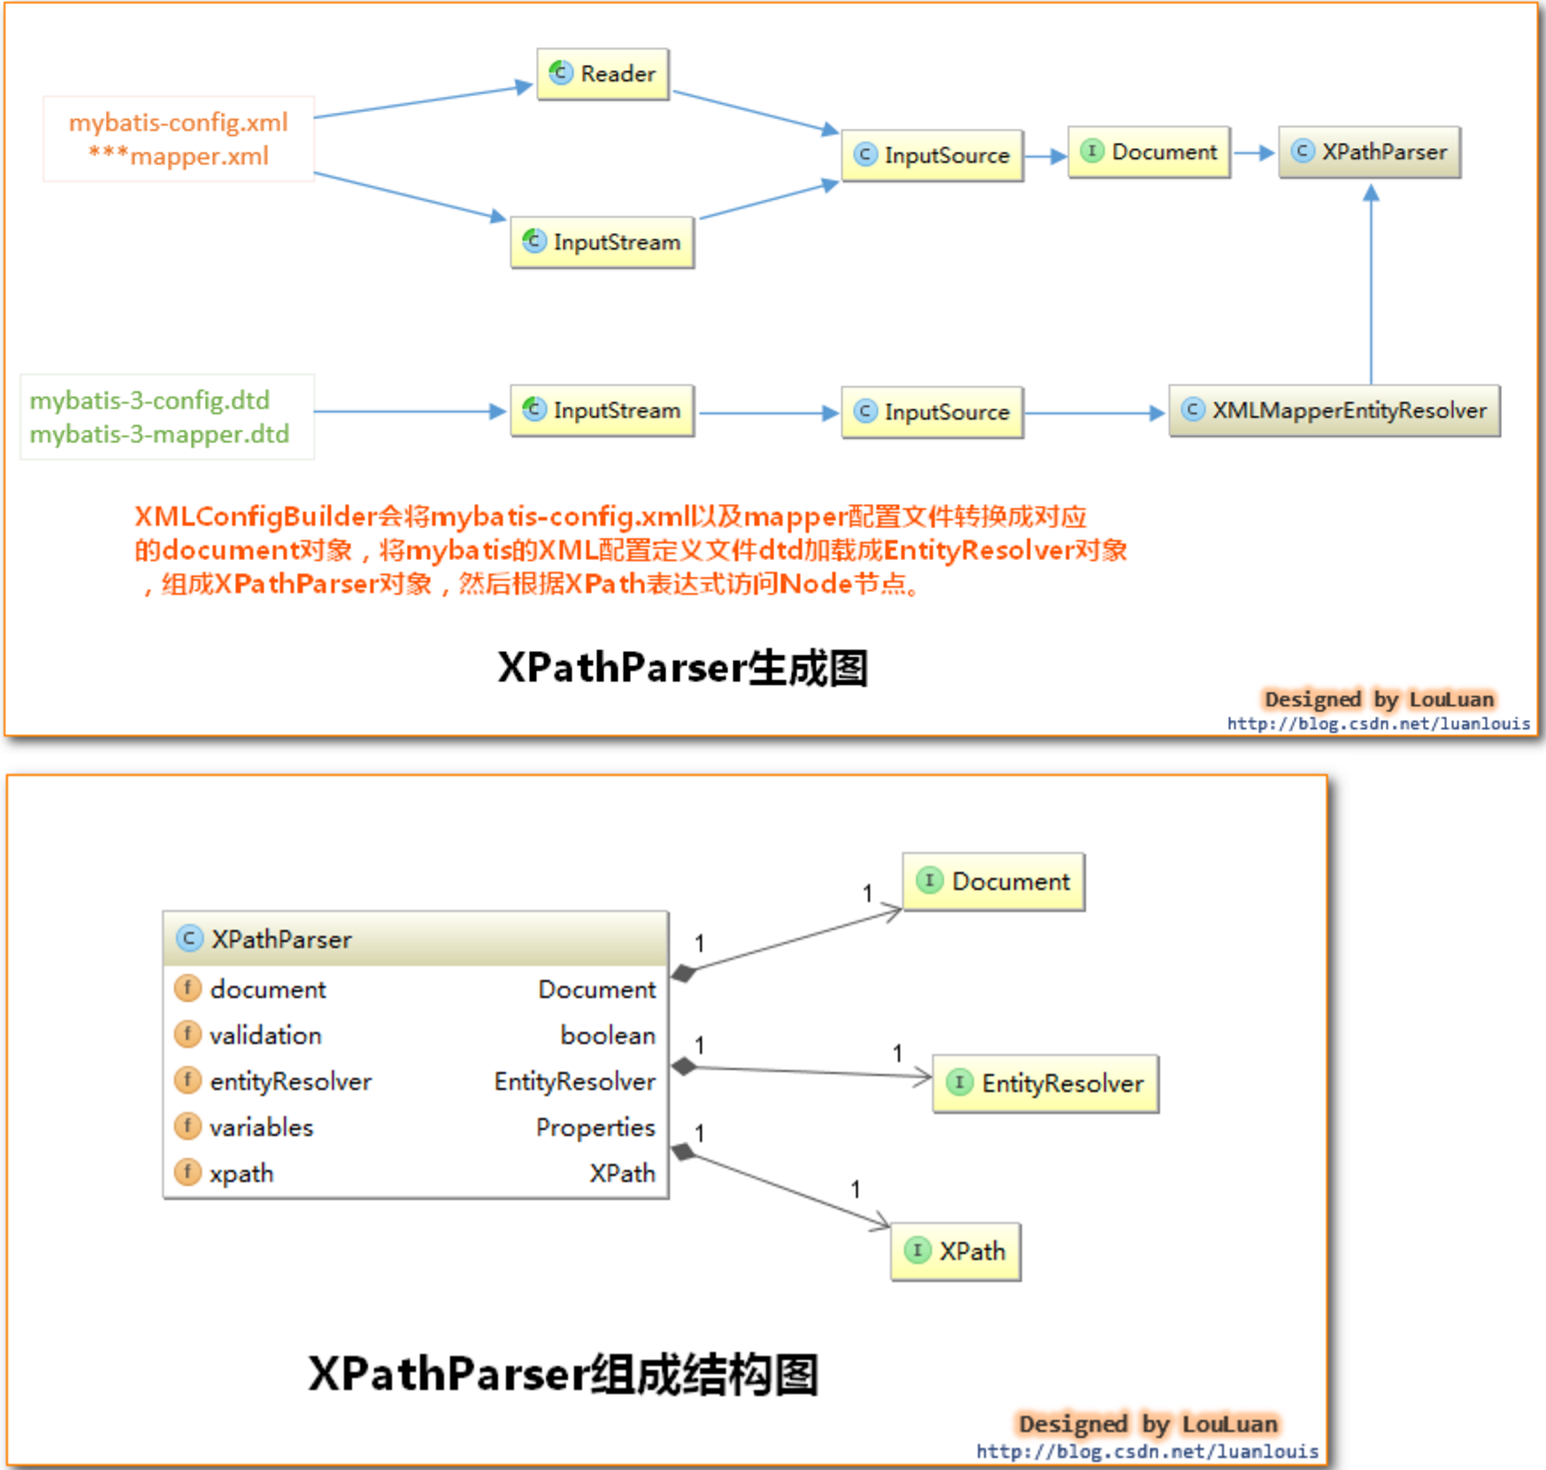 Reader
mybatis-config.xml
***mapper.xml
InputSource
Document
XPathParser
InputStream
mybatis-3-config.dtd
mybatis-3-mapper.dtd
InputStream
InputSource
XMLMapperEntityResolver
XMLConfigBuilder会将mybatis-config.xml以及mapper配置文件转换成对应
的document对象，将mybatis的XML配置定义文件dtd加载成EntityResolver对象
，组成XPathParser对象，然后根据XPath表达式访问Node节点。
XPathParser生成图
Designed by LouLuan
http://blog.csdn.net/luanlouis
XPathParser
document Document
validation boolean
entityResolver EntityResolver
variables Properties
xpath XPath
1
1
Document
1
1
EntityResolver
1
1
XPath
XPathParser组成结构图
Designed by LouLuan
http://blog.csdn.net/luanlouis